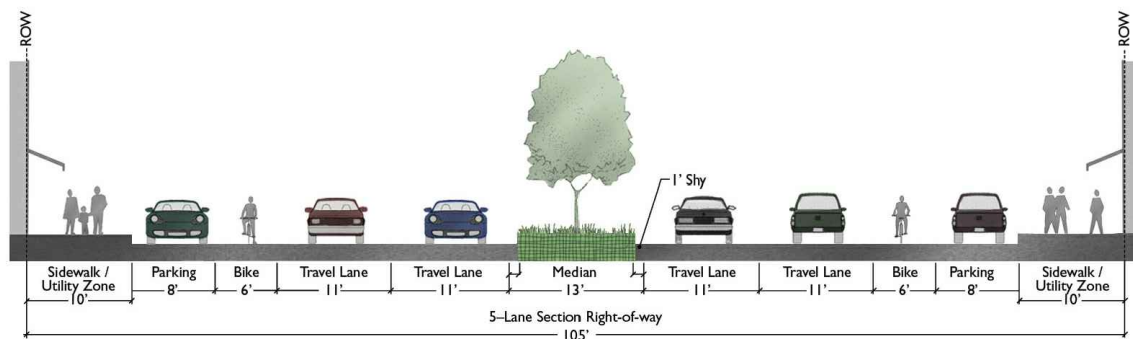 ROW
ROW
1' Shy
Sidewalk /
Utility Zone
10'
Parking
8'
Bike
6'
Travel Lane
11'
Travel Lane
11'
Median
13'
Travel Lane
11'
Travel Lane
11'
Bike
6'
Parking
8'
Sidewalk /
Utility Zone
10'
5–Lane Section Right-of-way
105'